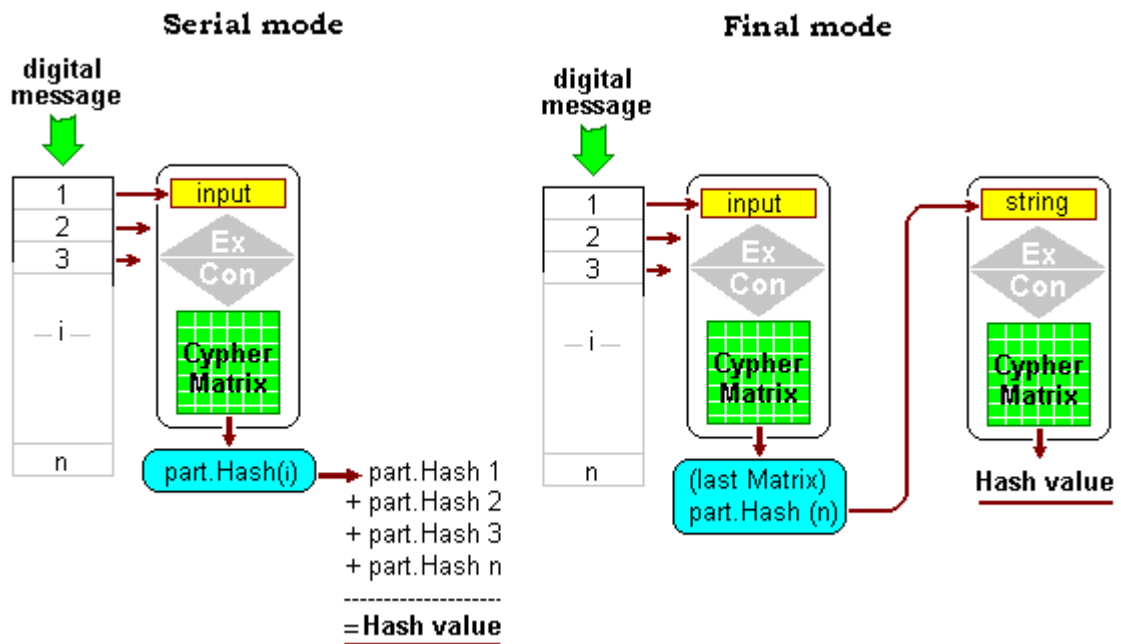 Serial mode
digital
message
1
2
3
i
n
input
Ex
Con
Cypher
Matrix
part.Hash(i)
part.Hash 1
+ part.Hash 2
+ part.Hash 3
+ part.Hash n
----------------------
=Hash value
Final mode
digital
message
1
2
3
i
n
input
Ex
Con
Cypher
Matrix
(last Matrix)
part.Hash (n)
string
Ex
Con
Cypher
Matrix
Hash value